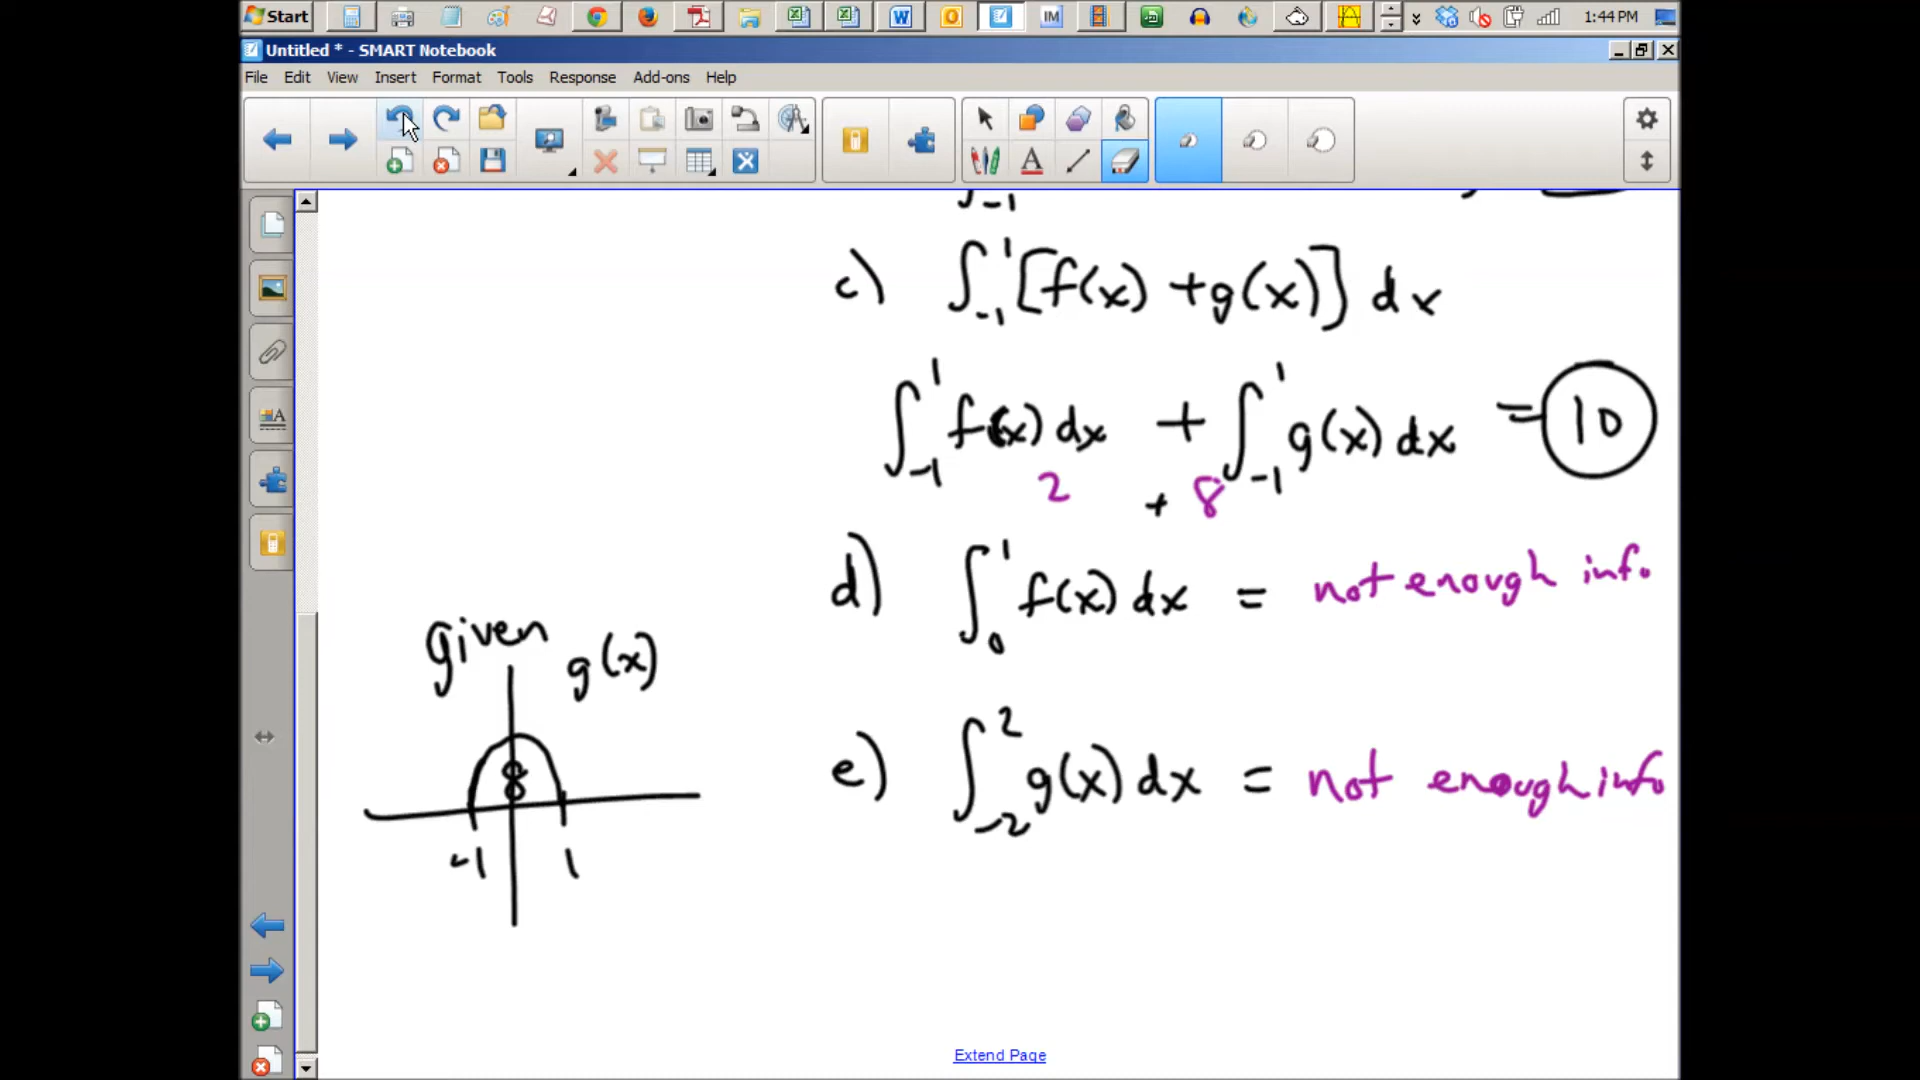 Start
1:44 PM
Untitled * - SMART Notebook
File Edit View Insert Format Tools Response Add-ons Help
∫₋₁
c) ∫₋₁¹ [f(x) + g(x)] dx
∫₋₁¹ f(x) dx + ∫₋₁¹ g(x) dx = 10
2 + 8
d) ∫₀¹ f(x) dx = not enough info.
given g(x)
8
-1 1
e) ∫₋₂² g(x) dx = not enough info
Extend Page